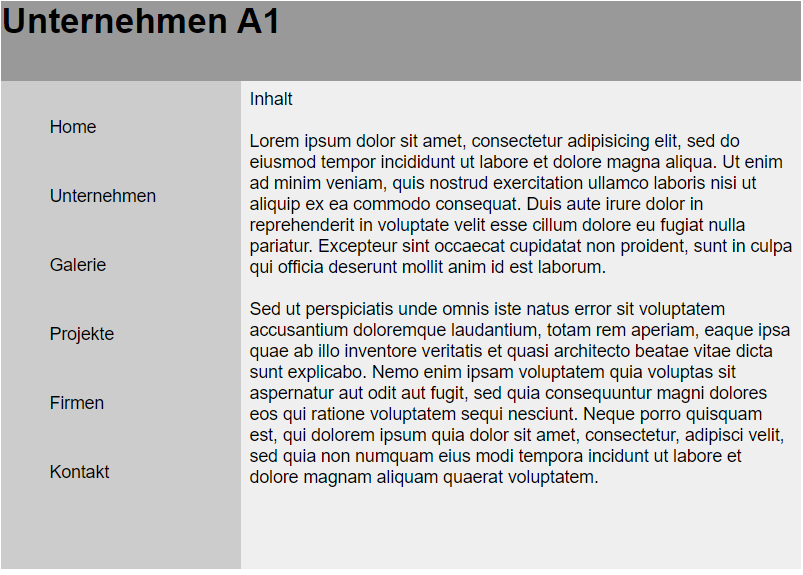 Unternehmen A1
Home
Unternehmen
Galerie
Projekte
Firmen
Kontakt
Inhalt
Lorem ipsum dolor sit amet, consectetur adipisicing elit, sed do
eiusmod tempor incididunt ut labore et dolore magna aliqua. Ut enim
ad minim veniam, quis nostrud exercitation ullamco laboris nisi ut
aliquip ex ea commodo consequat. Duis aute irure dolor in
reprehenderit in voluptate velit esse cillum dolore eu fugiat nulla
pariatur. Excepteur sint occaecat cupidatat non proident, sunt in culpa
qui officia deserunt mollit anim id est laborum.
Sed ut perspiciatis unde omnis iste natus error sit voluptatem
accusantium doloremque laudantium, totam rem aperiam, eaque ipsa
quae ab illo inventore veritatis et quasi architecto beatae vitae dicta
sunt explicabo. Nemo enim ipsam voluptatem quia voluptas sit
aspernatur aut odit aut fugit, sed quia consequuntur magni dolores
eos qui ratione voluptatem sequi nesciunt. Neque porro quisquam
est, qui dolorem ipsum quia dolor sit amet, consectetur, adipisci velit,
sed quia non numquam eius modi tempora incidunt ut labore et
dolore magnam aliquam quaerat voluptatem.